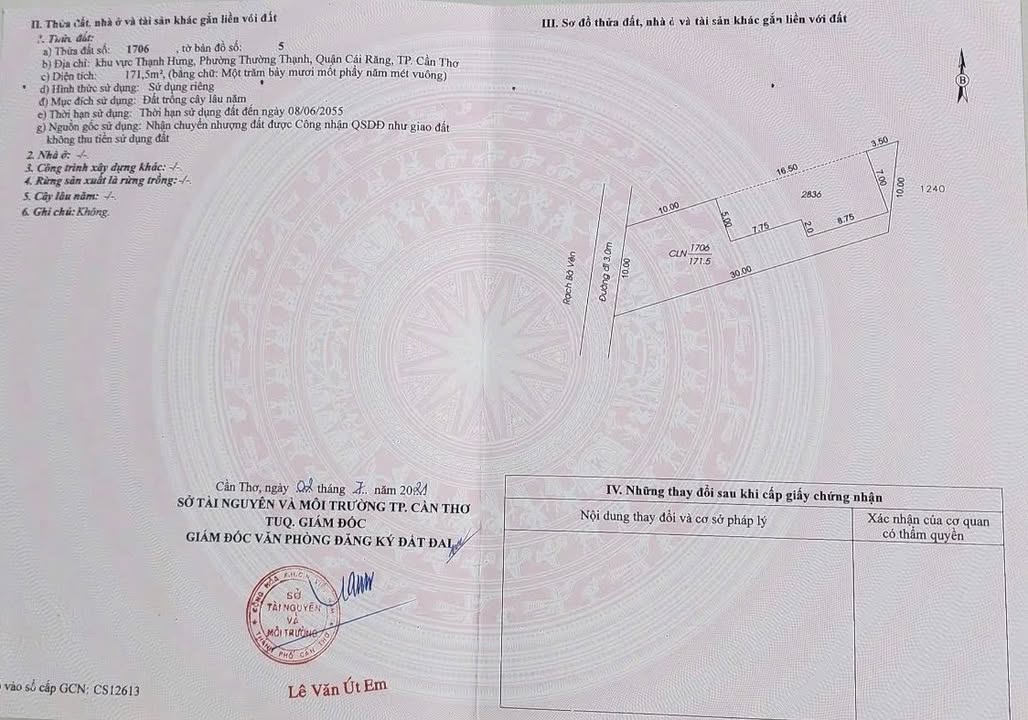 II. Thửa đất, nhà ở và tài sản khác gắn liền với đất
1. Thửa đất:
a) Thửa đất số: 1706 , tờ bản đồ số: 5
b) Địa chỉ: khu vực Thạnh Hưng, Phường Thường Thạnh, Quận Cái Răng, TP. Cần Thơ
c) Diện tích: 171,5m², (bằng chữ: Một trăm bảy mươi mốt phẩy năm mét vuông)
d) Hình thức sử dụng: Sử dụng riêng
đ) Mục đích sử dụng: Đất trồng cây lâu năm
e) Thời hạn sử dụng: Thời hạn sử dụng đất đến ngày 08/06/2055
g) Nguồn gốc sử dụng: Nhận chuyển nhượng đất được Công nhận QSDĐ như giao đất
không thu tiền sử dụng đất
2. Nhà ở: -/-
3. Công trình xây dựng khác: -/-
4. Rừng sản xuất là rừng trồng: -/-
5. Cây lâu năm: -/-
6. Ghi chú: Không.
Cần Thơ, ngày 02 tháng 7 năm 2021
SỞ TÀI NGUYÊN VÀ MÔI TRƯỜNG TP. CẦN THƠ
TUQ. GIÁM ĐỐC
GIÁM ĐỐC VĂN PHÒNG ĐĂNG KÝ ĐẤT ĐAI
SỞ
TÀI NGUYÊN
VÀ
MÔI TRƯỜNG
THÀNH PHỐ CẦN THƠ
Lê Văn Út Em
vào sổ cấp GCN: CS12613
III. Sơ đồ thửa đất, nhà ở và tài sản khác gắn liền với đất
B
3.50
16.50
7.00
10.00
1240
2836
10.00
5.00
7.75
2.0
8.75
CLN 1706
171.5
30.00
10.00
Đường đi 3.0m
Rạch Bà Vèn
IV. Những thay đổi sau khi cấp giấy chứng nhận
Nội dung thay đổi và cơ sở pháp lý
Xác nhận của cơ quan
có thẩm quyền